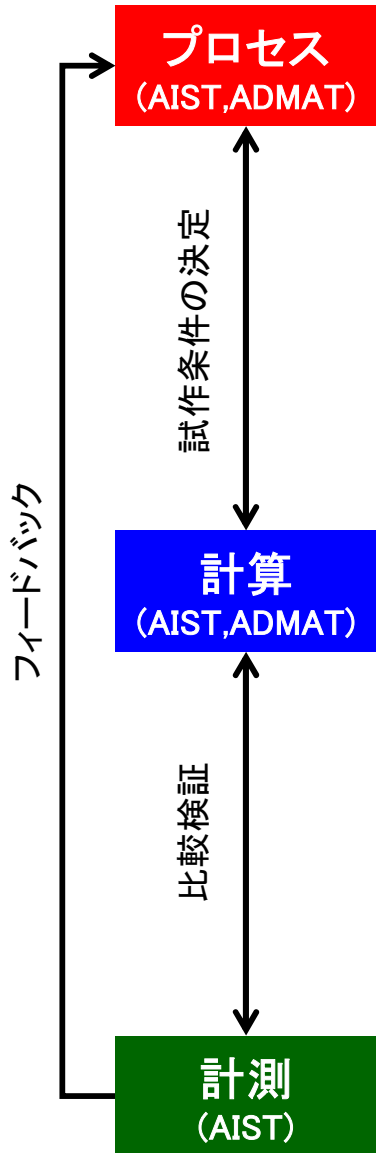 プロセス
(AIST,ADMAT)
試作条件の決定
フィードバック
計算
(AIST,ADMAT)
比較検証
計測
(AIST)